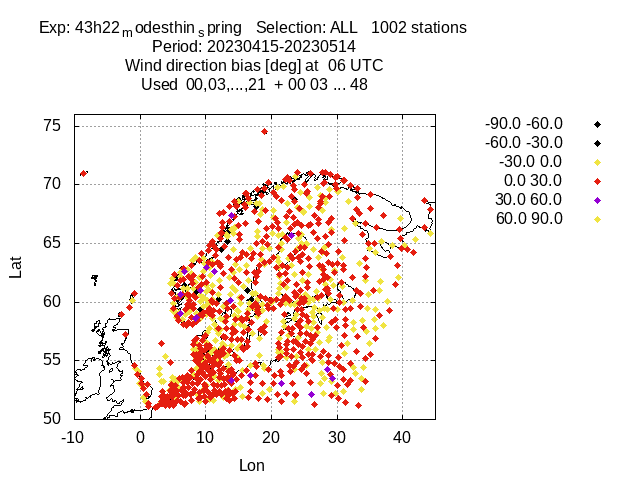 Exp: 43h22modesthinspring   Selection: ALL   1002 stations
Period: 20230415-20230514
Wind direction bias [deg] at  06 UTC
Used  00,03,...,21  + 00 03 ... 48
-90.0 -60.0
-60.0 -30.0
-30.0 0.0
0.0 30.0
30.0 60.0
60.0 90.0
Lat
75
70
65
60
55
50
-10 0 10 20 30 40
Lon